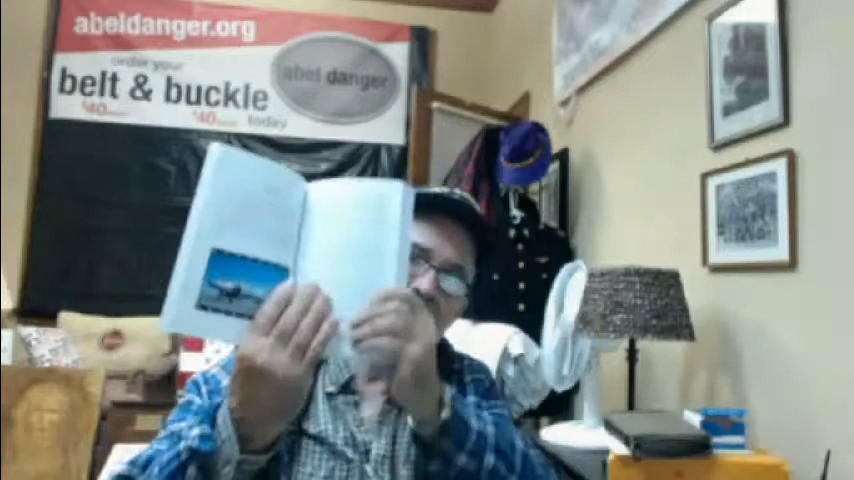 abeldanger.org
order your
belt & buckle
abel danger
$40
$40
today